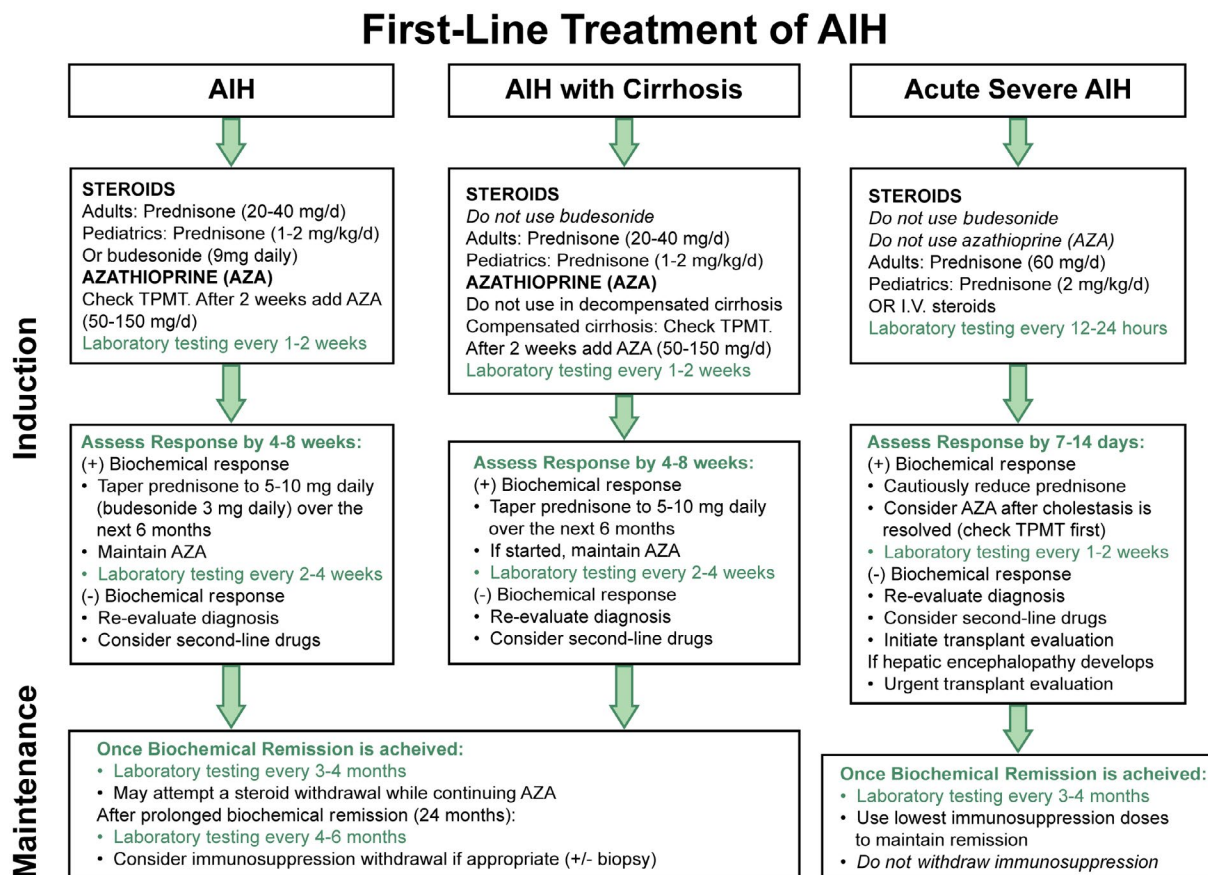 First-Line Treatment of AIH
AIH
AIH with Cirrhosis
Acute Severe AIH
Induction
STEROIDS
Adults: Prednisone (20-40 mg/d)
Pediatrics: Prednisone (1-2 mg/kg/d)
Or budesonide (9mg daily)
AZATHIOPRINE (AZA)
Check TPMT. After 2 weeks add AZA
(50-150 mg/d)
Laboratory testing every 1-2 weeks
STEROIDS
Do not use budesonide
Adults: Prednisone (20-40 mg/d)
Pediatrics: Prednisone (1-2 mg/kg/d)
AZATHIOPRINE (AZA)
Do not use in decompensated cirrhosis
Compensated cirrhosis: Check TPMT.
After 2 weeks add AZA (50-150 mg/d)
Laboratory testing every 1-2 weeks
STEROIDS
Do not use budesonide
Do not use azathioprine (AZA)
Adults: Prednisone (60 mg/d)
Pediatrics: Prednisone (2 mg/kg/d)
OR I.V. steroids
Laboratory testing every 12-24 hours
Assess Response by 4-8 weeks:
(+) Biochemical response
• Taper prednisone to 5-10 mg daily
(budesonide 3 mg daily) over the
next 6 months
• Maintain AZA
• Laboratory testing every 2-4 weeks
(-) Biochemical response
• Re-evaluate diagnosis
• Consider second-line drugs
Assess Response by 4-8 weeks:
(+) Biochemical response
• Taper prednisone to 5-10 mg daily
over the next 6 months
• If started, maintain AZA
• Laboratory testing every 2-4 weeks
(-) Biochemical response
• Re-evaluate diagnosis
• Consider second-line drugs
Assess Response by 7-14 days:
(+) Biochemical response
• Cautiously reduce prednisone
• Consider AZA after cholestasis is
resolved (check TPMT first)
• Laboratory testing every 1-2 weeks
(-) Biochemical response
• Re-evaluate diagnosis
• Consider second-line drugs
• Initiate transplant evaluation
If hepatic encephalopathy develops
• Urgent transplant evaluation
Maintenance
Once Biochemical Remission is acheived:
• Laboratory testing every 3-4 months
• May attempt a steroid withdrawal while continuing AZA
After prolonged biochemical remission (24 months):
• Laboratory testing every 4-6 months
• Consider immunosuppression withdrawal if appropriate (+/- biopsy)
Once Biochemical Remission is acheived:
• Laboratory testing every 3-4 months
• Use lowest immunosuppression doses
to maintain remission
• Do not withdraw immunosuppression